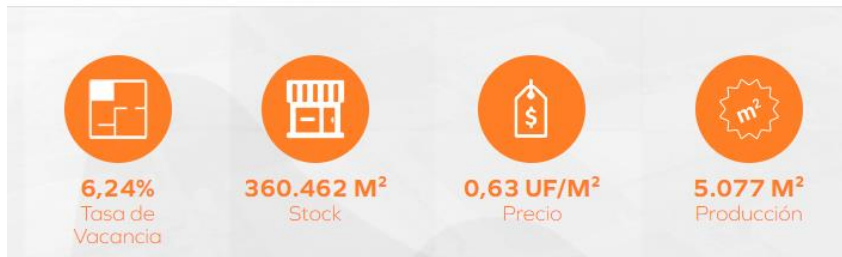 $
m²
6,24%
Tasa de
Vacancia
360.462 M²
Stock
0,63 UF/M²
Precio
5.077 M²
Producción